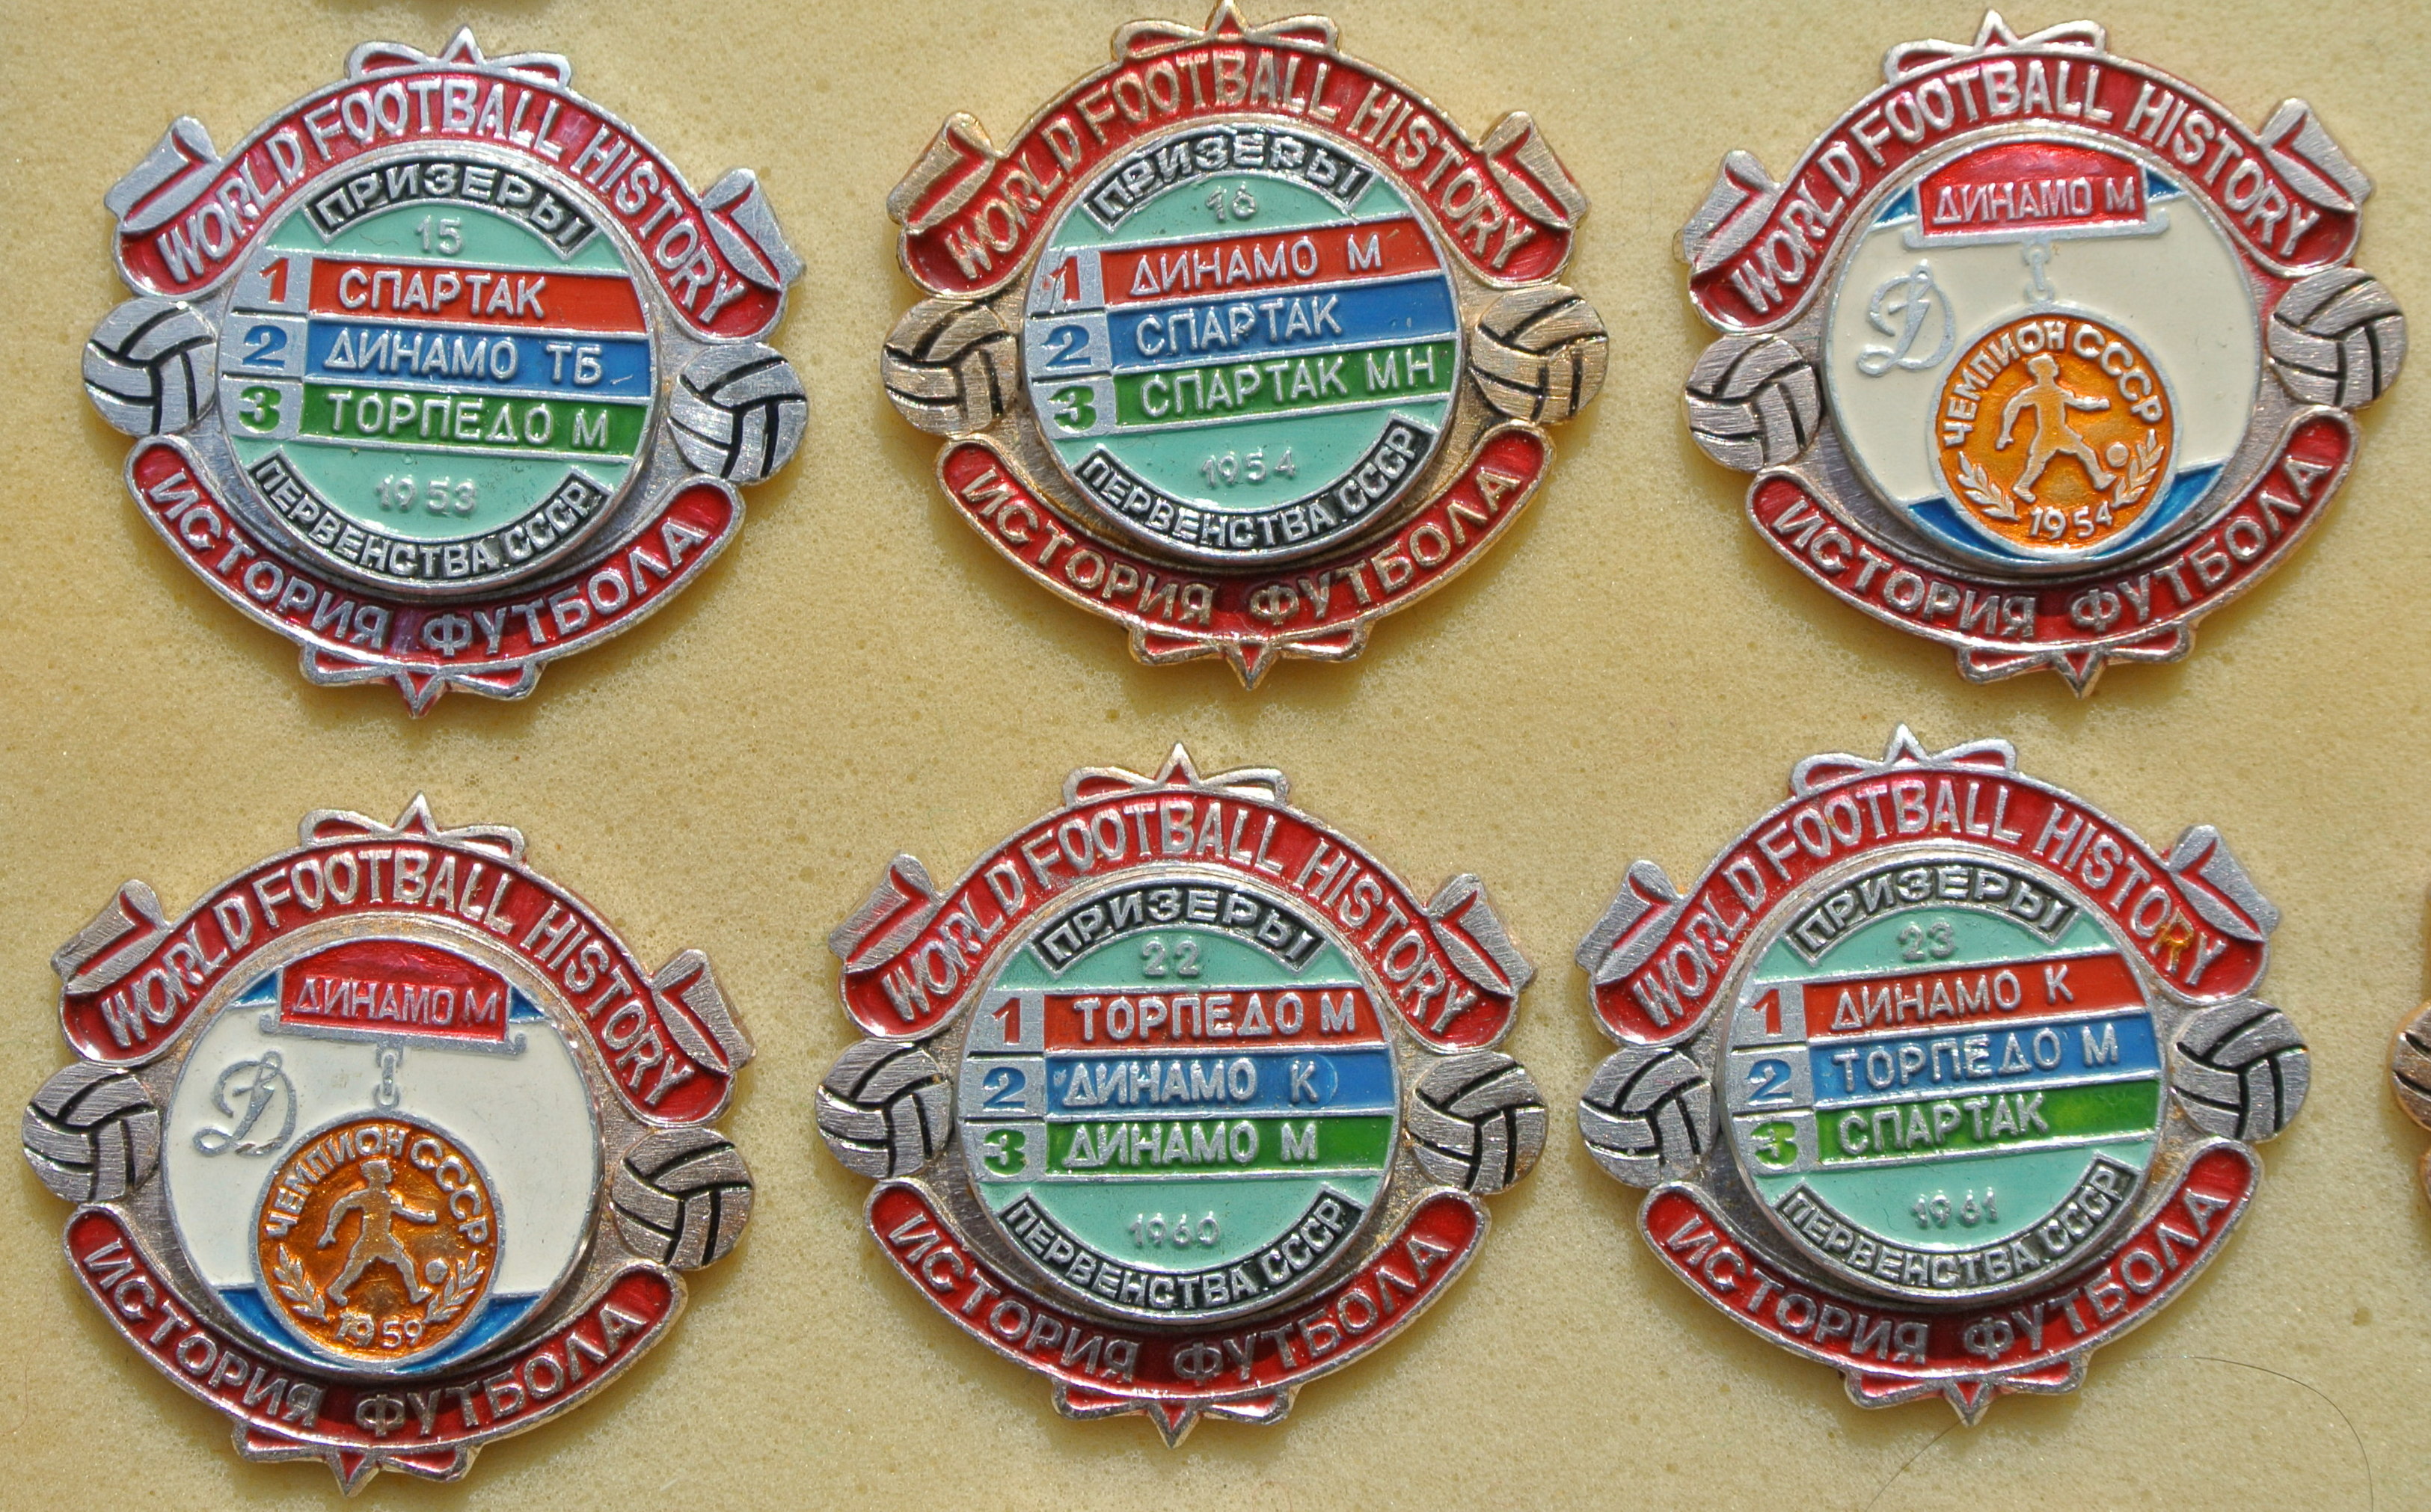 WORLD FOOTBALL HISTORY
ПРИЗЕРЫ
15
1 СПАРТАК
2 ДИНАМО ТБ
3 ТОРПЕДО М
1953
ПЕРВЕНСТВА СССР
ИСТОРИЯ ФУТБОЛА
WORLD FOOTBALL HISTORY
ПРИЗЕРЫ
16
1 ДИНАМО М
2 СПАРТАК
3 СПАРТАК МН
1954
ПЕРВЕНСТВА СССР
ИСТОРИЯ ФУТБОЛА
WORLD FOOTBALL HISTORY
ДИНАМО М
Д
ЧЕМПИОН СССР
1954
ИСТОРИЯ ФУТБОЛА
WORLD FOOTBALL HISTORY
ДИНАМО М
Д
ЧЕМПИОН СССР
1959
ИСТОРИЯ ФУТБОЛА
WORLD FOOTBALL HISTORY
ПРИЗЕРЫ
22
1 ТОРПЕДО М
2 ДИНАМО К
3 ДИНАМО М
1960
ПЕРВЕНСТВА СССР
ИСТОРИЯ ФУТБОЛА
WORLD FOOTBALL HISTORY
ПРИЗЕРЫ
23
1 ДИНАМО К
2 ТОРПЕДО М
3 СПАРТАК
1961
ПЕРВЕНСТВА СССР
ИСТОРИЯ ФУТБОЛА